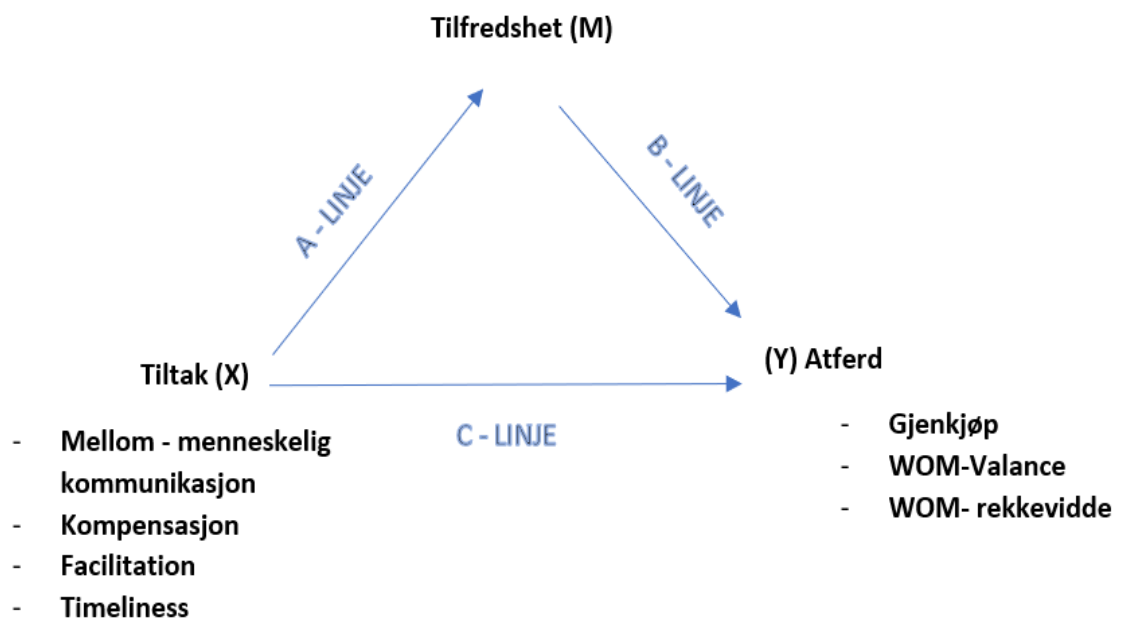 Tilfredshet (M)
A - LINJE
B - LINJE
Tiltak (X)
(Y) Atferd
C - LINJE
- Mellom - menneskelig
kommunikasjon
- Kompensasjon
- Facilitation
- Timeliness
- Gjenkjøp
- WOM-Valance
- WOM- rekkevidde